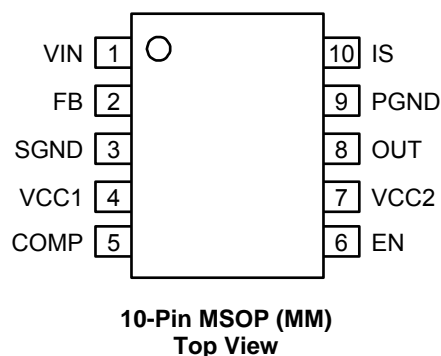 VIN 1 10 IS
FB 2 9 PGND
SGND 3 8 OUT
VCC1 4 7 VCC2
COMP 5 6 EN
10-Pin MSOP (MM)
Top View